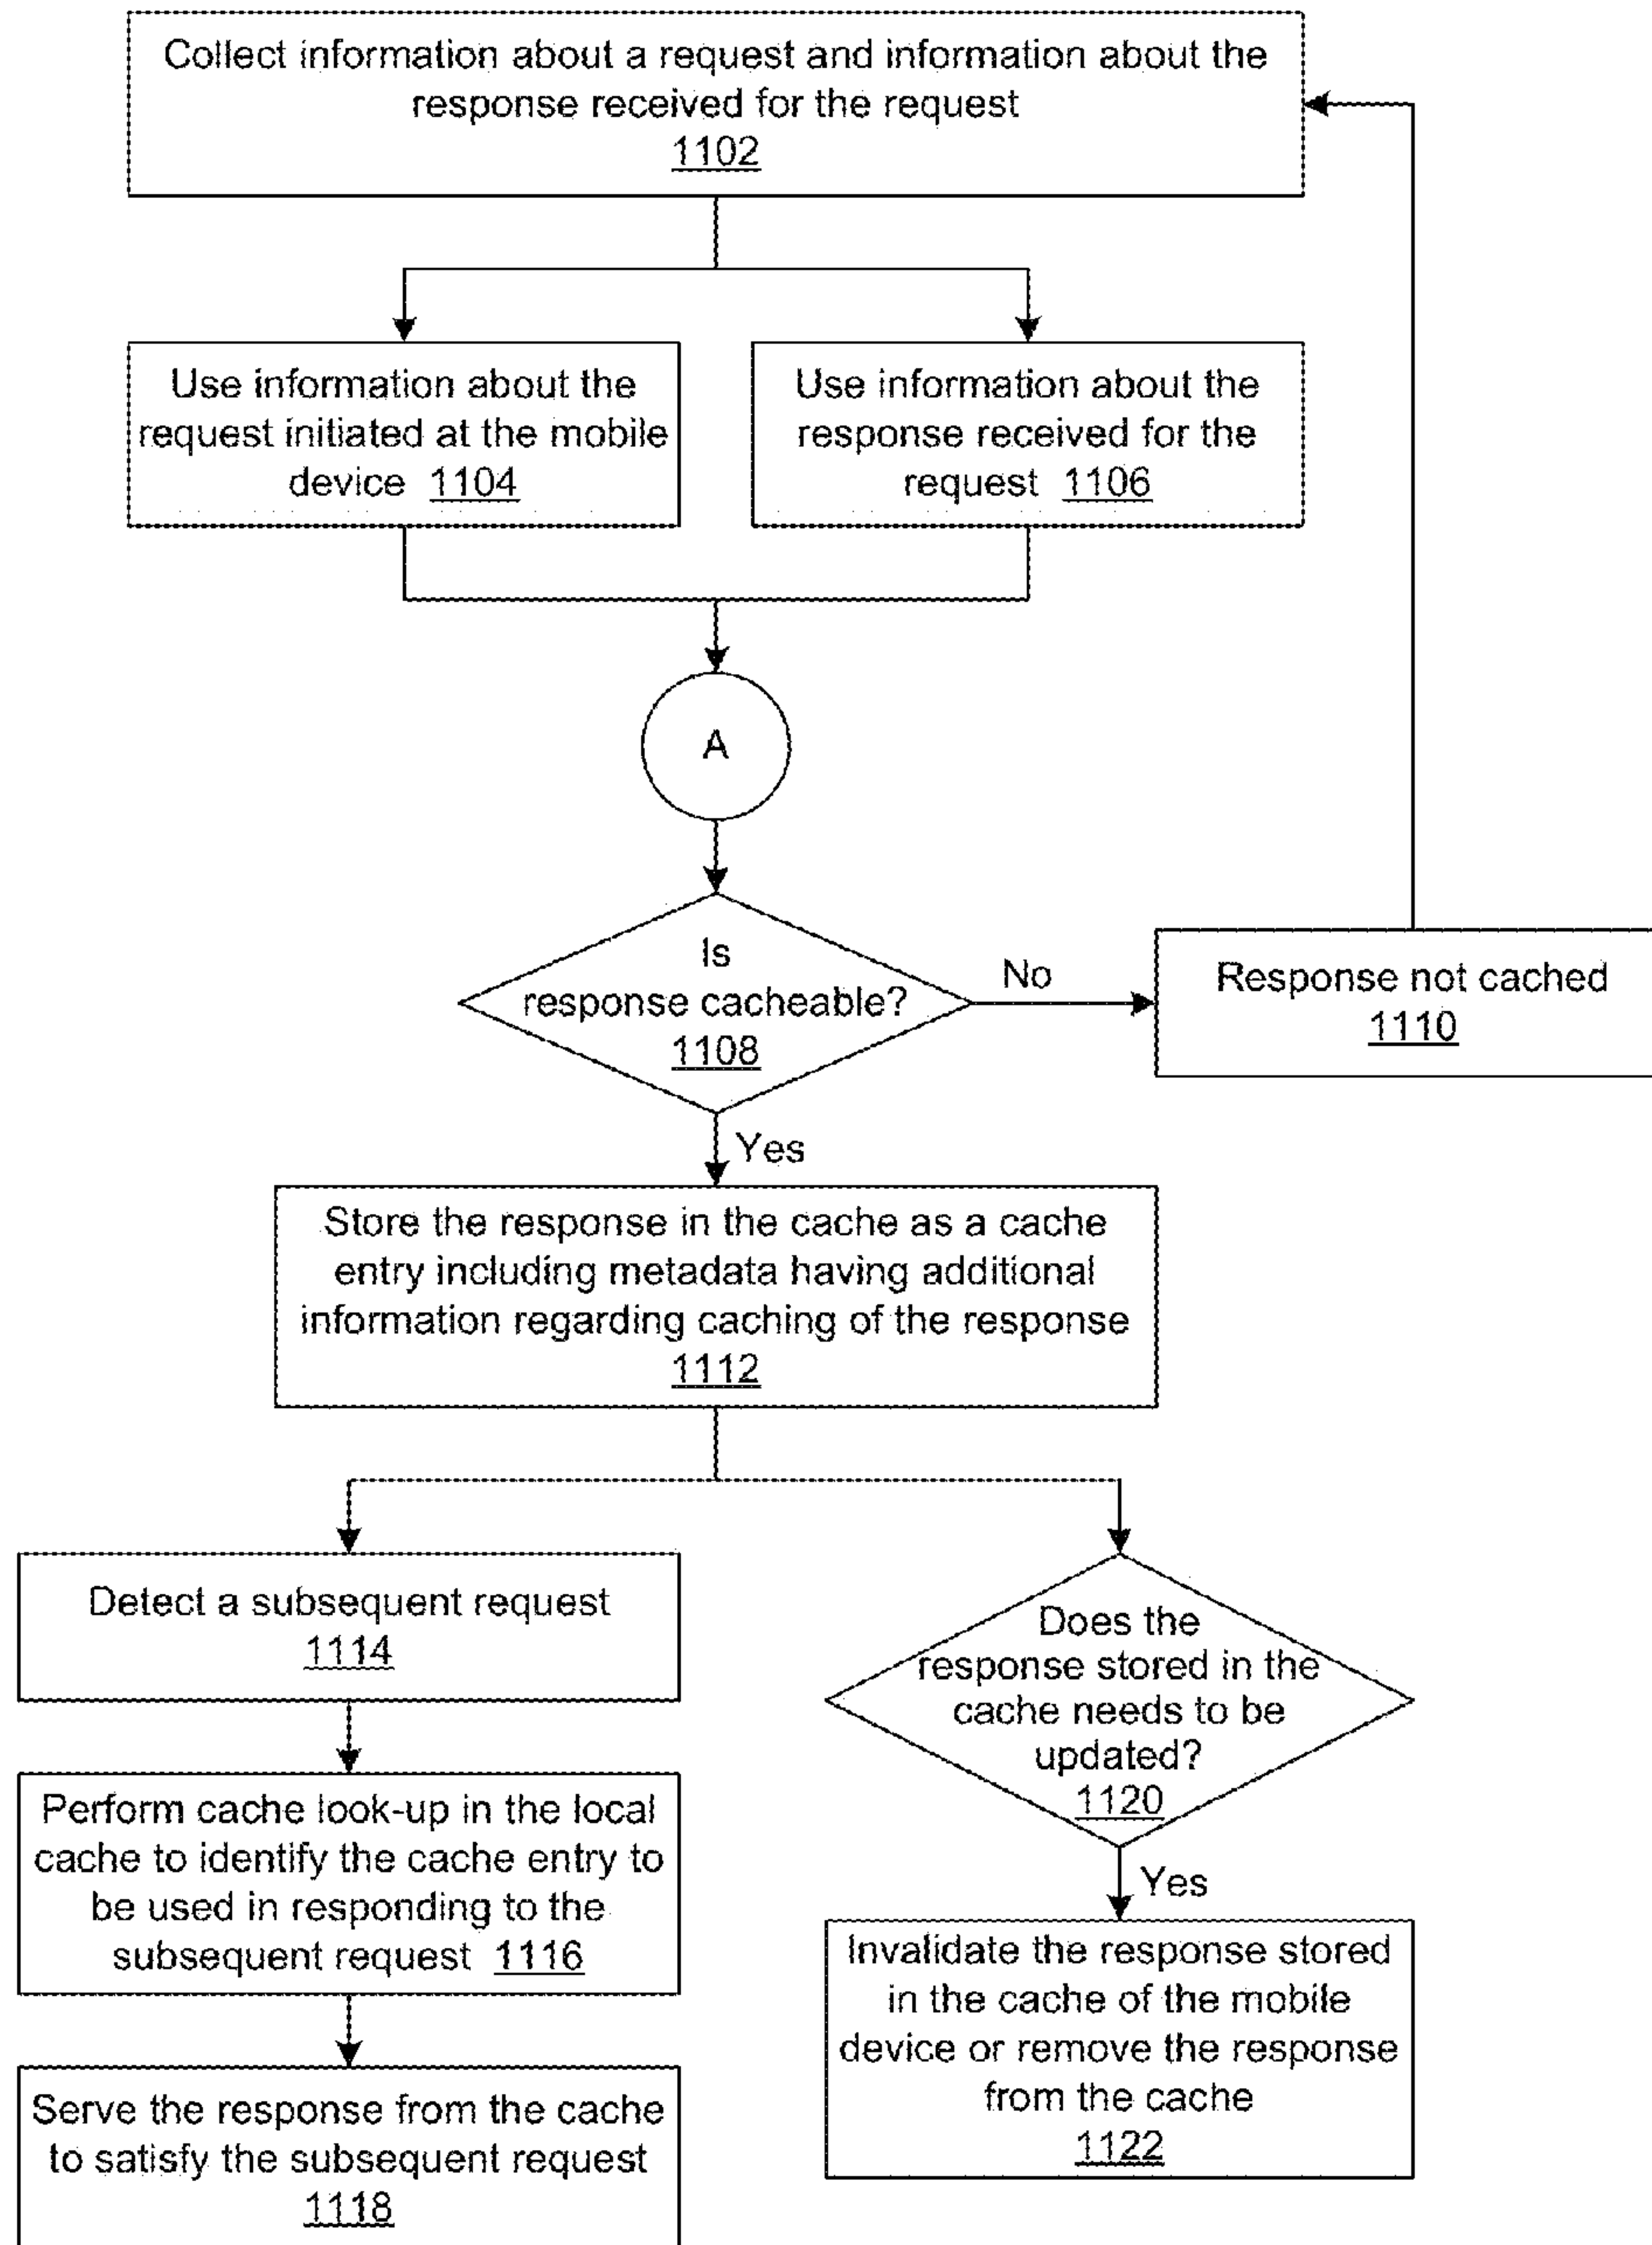 Collect information about a request and information about the
response received for the request
1102
Use information about the
request initiated at the mobile
device 1104
Use information about the
response received for the
request 1106
A
Is
response cacheable?
1108
No
Response not cached
1110
Yes
Store the response in the cache as a cache
entry including metadata having additional
information regarding caching of the response
1112
Detect a subsequent request
1114
Does the
response stored in the
cache needs to be
updated?
1120
Perform cache look-up in the local
cache to identify the cache entry to
be used in responding to the
subsequent request 1116
Yes
Invalidate the response stored
in the cache of the mobile
device or remove the response
from the cache
1122
Serve the response from the cache
to satisfy the subsequent request
1118